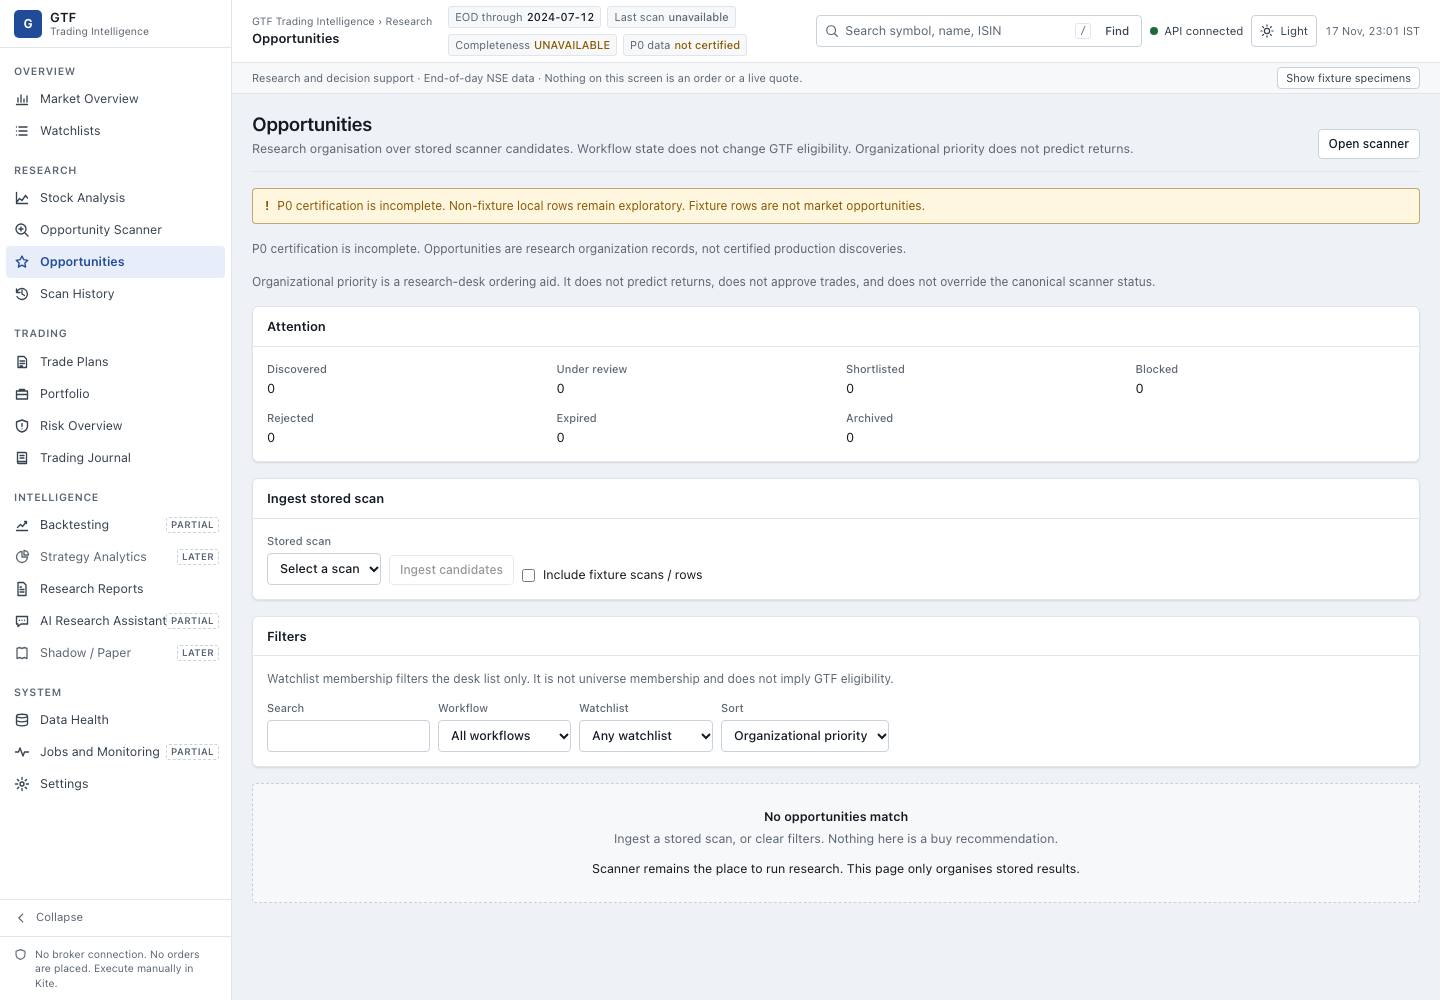 G
GTF
Trading Intelligence
OVERVIEW
Market Overview
Watchlists
RESEARCH
Stock Analysis
Opportunity Scanner
Opportunities
Scan History
TRADING
Trade Plans
Portfolio
Risk Overview
Trading Journal
INTELLIGENCE
Backtesting PARTIAL
Strategy Analytics LATER
Research Reports
AI Research Assistant PARTIAL
Shadow / Paper LATER
SYSTEM
Data Health
Jobs and Monitoring PARTIAL
Settings
Collapse
No broker connection. No orders
are placed. Execute manually in
Kite.
GTF Trading Intelligence › Research
Opportunities
EOD through 2024-07-12 Last scan unavailable
Completeness UNAVAILABLE P0 data not certified
Search symbol, name, ISIN / Find
API connected
Light
17 Nov, 23:01 IST
Research and decision support · End-of-day NSE data · Nothing on this screen is an order or a live quote.
Show fixture specimens
Opportunities
Research organisation over stored scanner candidates. Workflow state does not change GTF eligibility. Organizational priority does not predict returns.
Open scanner
! P0 certification is incomplete. Non-fixture local rows remain exploratory. Fixture rows are not market opportunities.
P0 certification is incomplete. Opportunities are research organization records, not certified production discoveries.
Organizational priority is a research-desk ordering aid. It does not predict returns, does not approve trades, and does not override the canonical scanner status.
Attention
Discovered Under review Shortlisted Blocked
0 0 0 0
Rejected Expired Archived
0 0 0
Ingest stored scan
Stored scan
Select a scan Ingest candidates Include fixture scans / rows
Filters
Watchlist membership filters the desk list only. It is not universe membership and does not imply GTF eligibility.
Search Workflow Watchlist Sort
All workflows Any watchlist Organizational priority
No opportunities match
Ingest a stored scan, or clear filters. Nothing here is a buy recommendation.
Scanner remains the place to run research. This page only organises stored results.